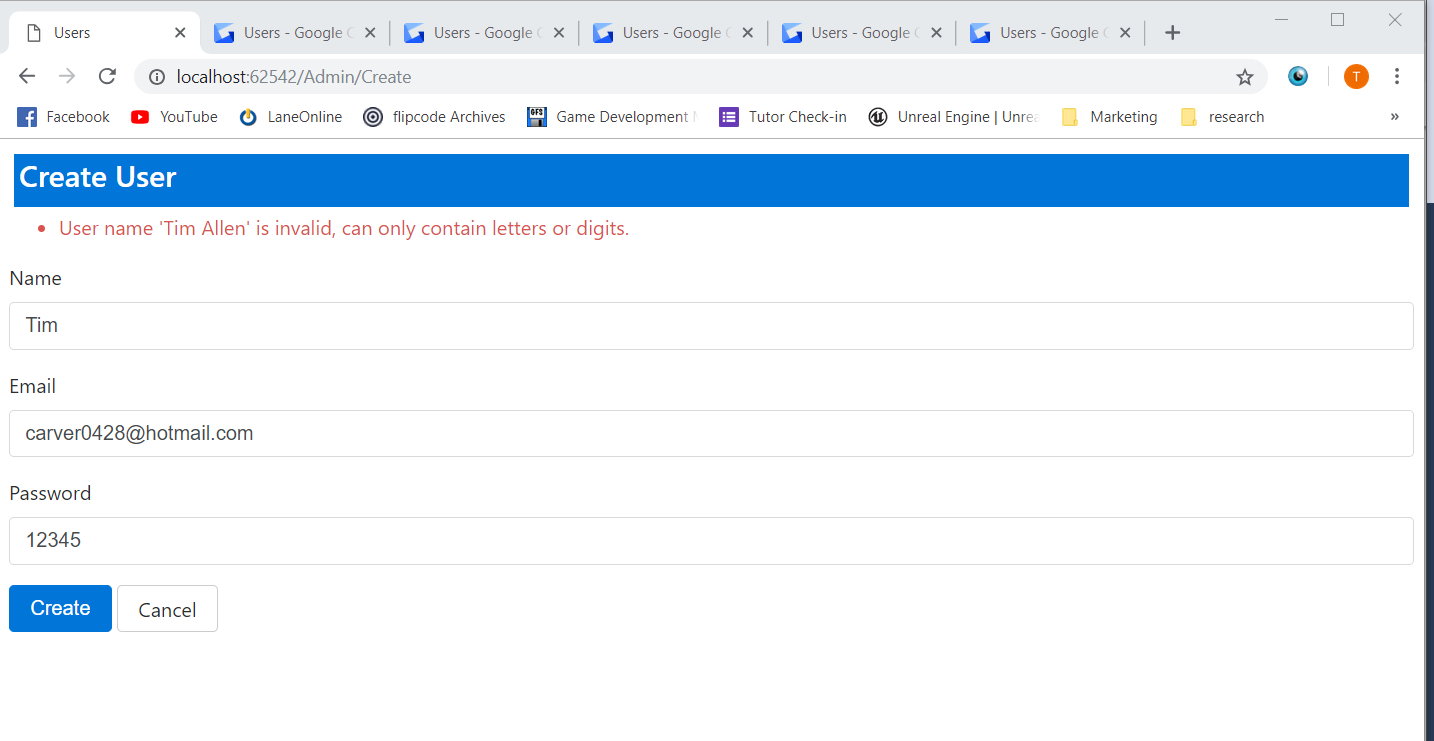 Users
Users - Google
Users - Google
Users - Google
Users - Google
Users - Google
localhost:62542/Admin/Create
T
Facebook
YouTube
LaneOnline
flipcode Archives
GFS
Game Development
Tutor Check-in
Unreal Engine | Unrea
Marketing
research
»
Create User
• User name 'Tim Allen' is invalid, can only contain letters or digits.
Name
Tim
Email
carver0428@hotmail.com
Password
12345
Create
Cancel